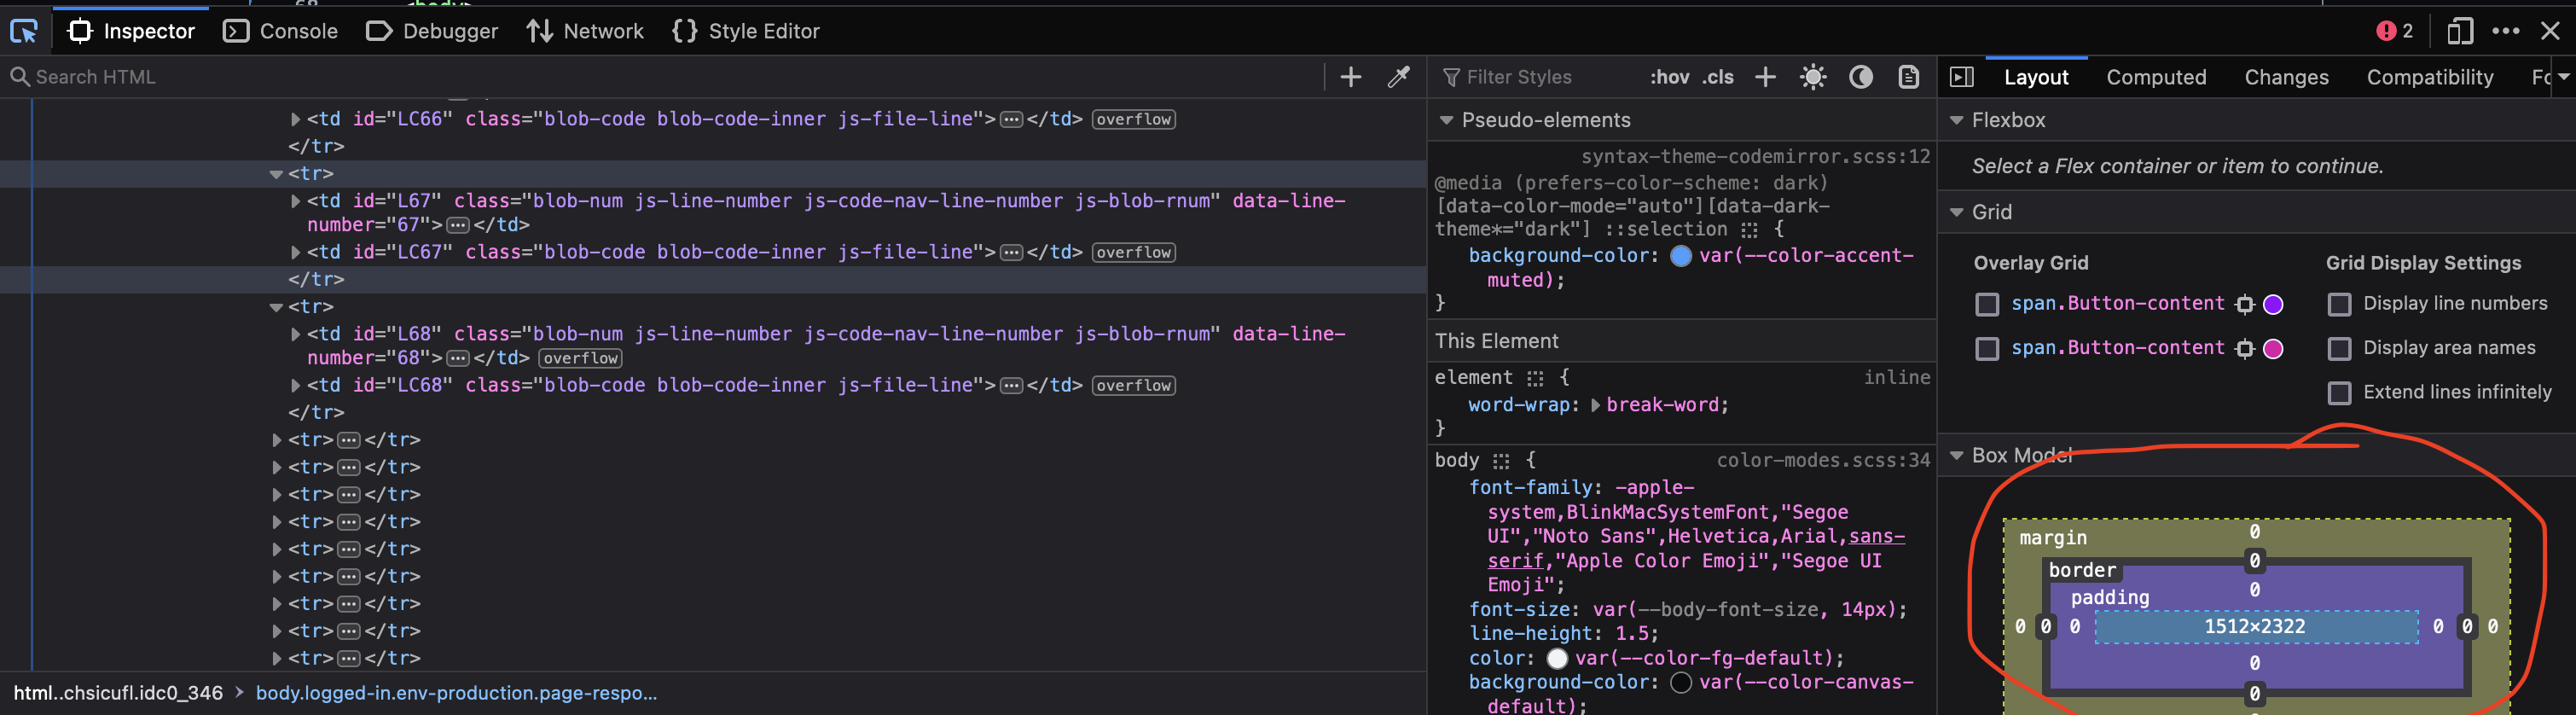 68 <body>
Inspector Console Debugger Network Style Editor 2
Search HTML
<td id="LC66" class="blob-code blob-code-inner js-file-line"></td> overflow
</tr>
<tr>
<td id="L67" class="blob-num js-line-number js-code-nav-line-number js-blob-rnum" data-line-
number="67"></td>
<td id="LC67" class="blob-code blob-code-inner js-file-line"></td> overflow
</tr>
<tr>
<td id="L68" class="blob-num js-line-number js-code-nav-line-number js-blob-rnum" data-line-
number="68"></td> overflow
<td id="LC68" class="blob-code blob-code-inner js-file-line"></td> overflow
</tr>
<tr></tr>
<tr></tr>
<tr></tr>
<tr></tr>
<tr></tr>
<tr></tr>
<tr></tr>
<tr></tr>
<tr></tr>
html..chsicufl.idc0_346 > body.logged-in.env-production.page-respo...
Filter Styles :hov .cls
Pseudo-elements
syntax-theme-codemirror.scss:12
@media (prefers-color-scheme: dark)
[data-color-mode="auto"][data-dark-
theme*="dark"] ::selection {
background-color: var(--color-accent-
muted);
}
This Element
element { inline
word-wrap: break-word;
}
body { color-modes.scss:34
font-family: -apple-
system,BlinkMacSystemFont,"Segoe
UI","Noto Sans",Helvetica,Arial,sans-
serif,"Apple Color Emoji","Segoe UI
Emoji";
font-size: var(--body-font-size, 14px);
line-height: 1.5;
color: var(--color-fg-default);
background-color: var(--color-canvas-
default);
Layout Computed Changes Compatibility Fo
Flexbox
Select a Flex container or item to continue.
Grid
Overlay Grid
span.Button-content
span.Button-content
Grid Display Settings
Display line numbers
Display area names
Extend lines infinitely
Box Model
margin 0
border 0
padding 0
0 0 0 1512×2322 0 0 0
0
0